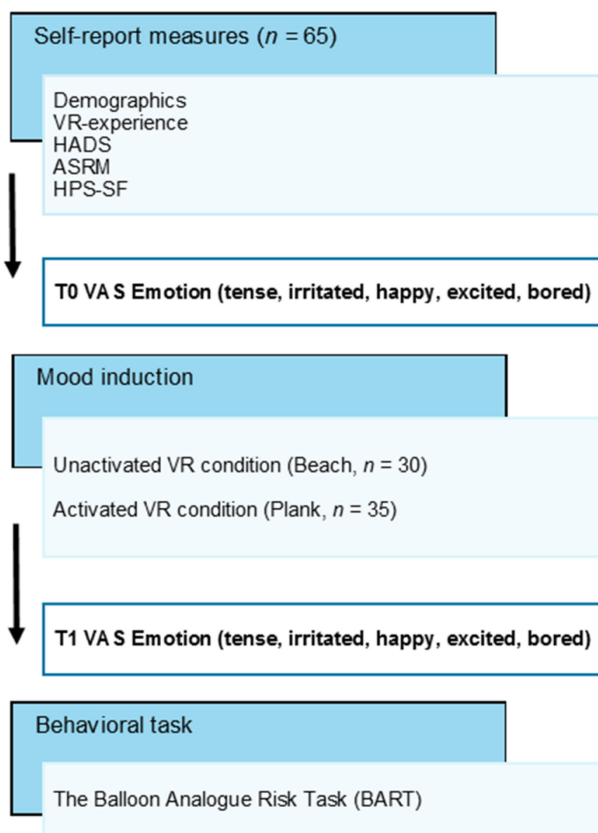 Self-report measures (n = 65)
Demographics
VR-experience
HADS
ASRM
HPS-SF
T0 VAS Emotion (tense, irritated, happy, excited, bored)
Mood induction
Unactivated VR condition (Beach, n = 30)
Activated VR condition (Plank, n = 35)
T1 VAS Emotion (tense, irritated, happy, excited, bored)
Behavioral task
The Balloon Analogue Risk Task (BART)